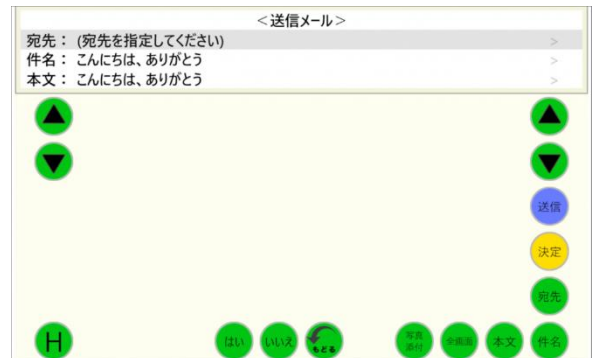 ＜送信メール＞
宛先： (宛先を指定してください) ＞
件名： こんにちは、ありがとう ＞
本文： こんにちは、ありがとう ＞
▲ ▲
▼ ▼
送信
決定
宛先
H はい いいえ もどる 写真添付 全画面 本文 件名